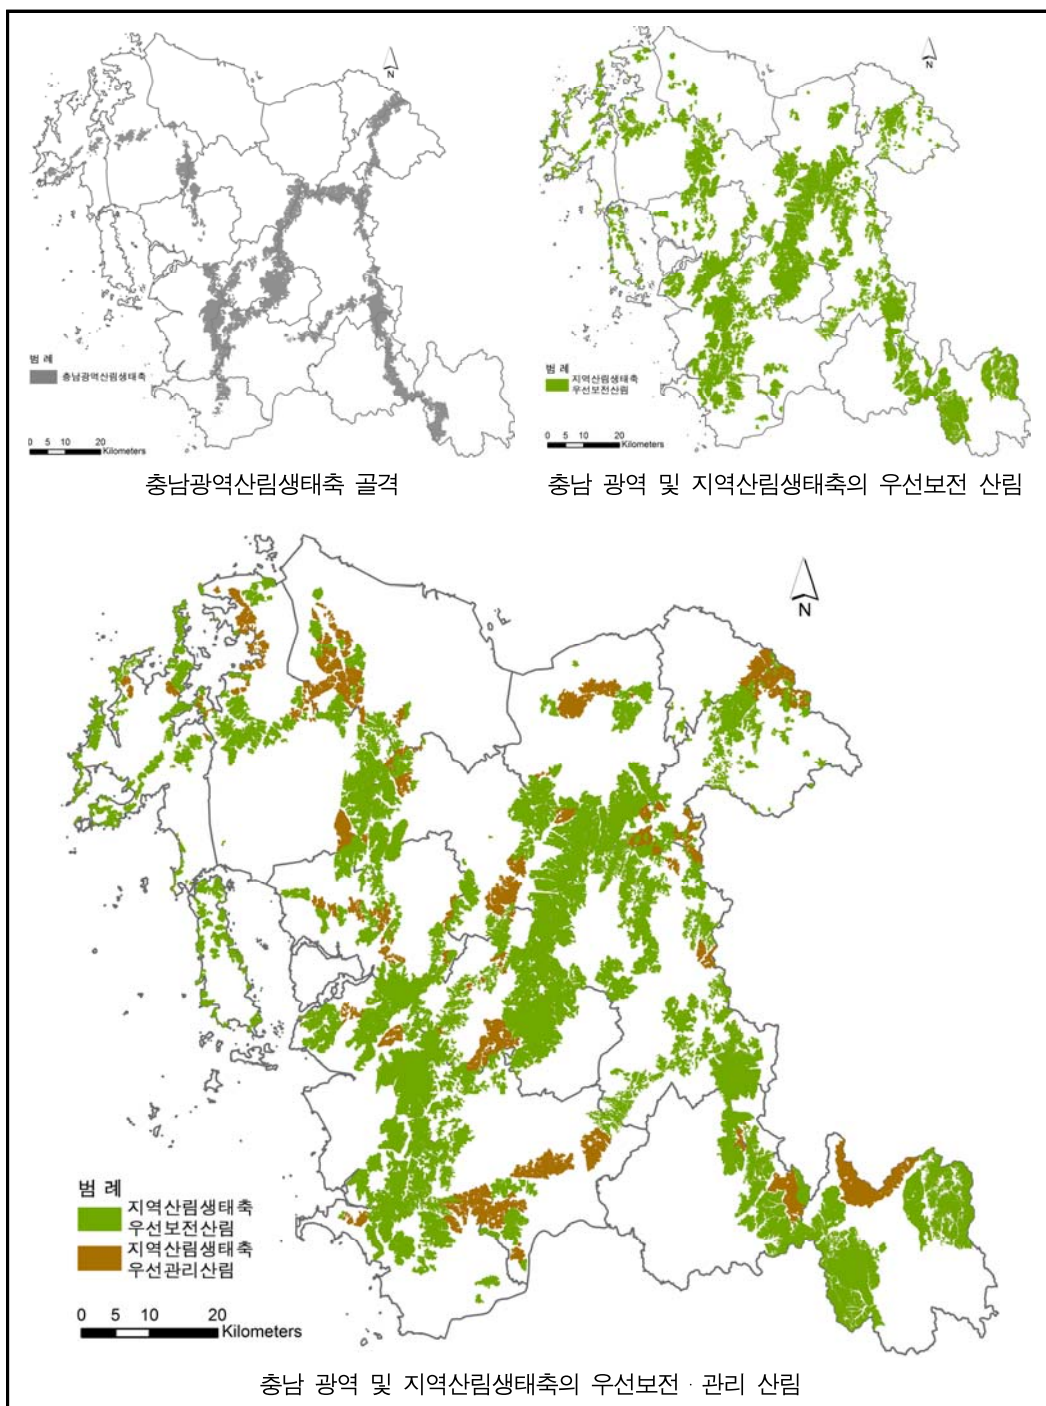 N
범 례
충남광역산림생태축
0 5 10 20
Kilometers
충남광역산림생태축 골격
N
범 례
지역산림생태축
우선보전산림
0 5 10 20
Kilometers
충남 광역 및 지역산림생태축의 우선보전 산림
N
범 례
지역산림생태축
우선보전산림
지역산림생태축
우선관리산림
0 5 10 20
Kilometers
충남 광역 및 지역산림생태축의 우선보전 · 관리 산림